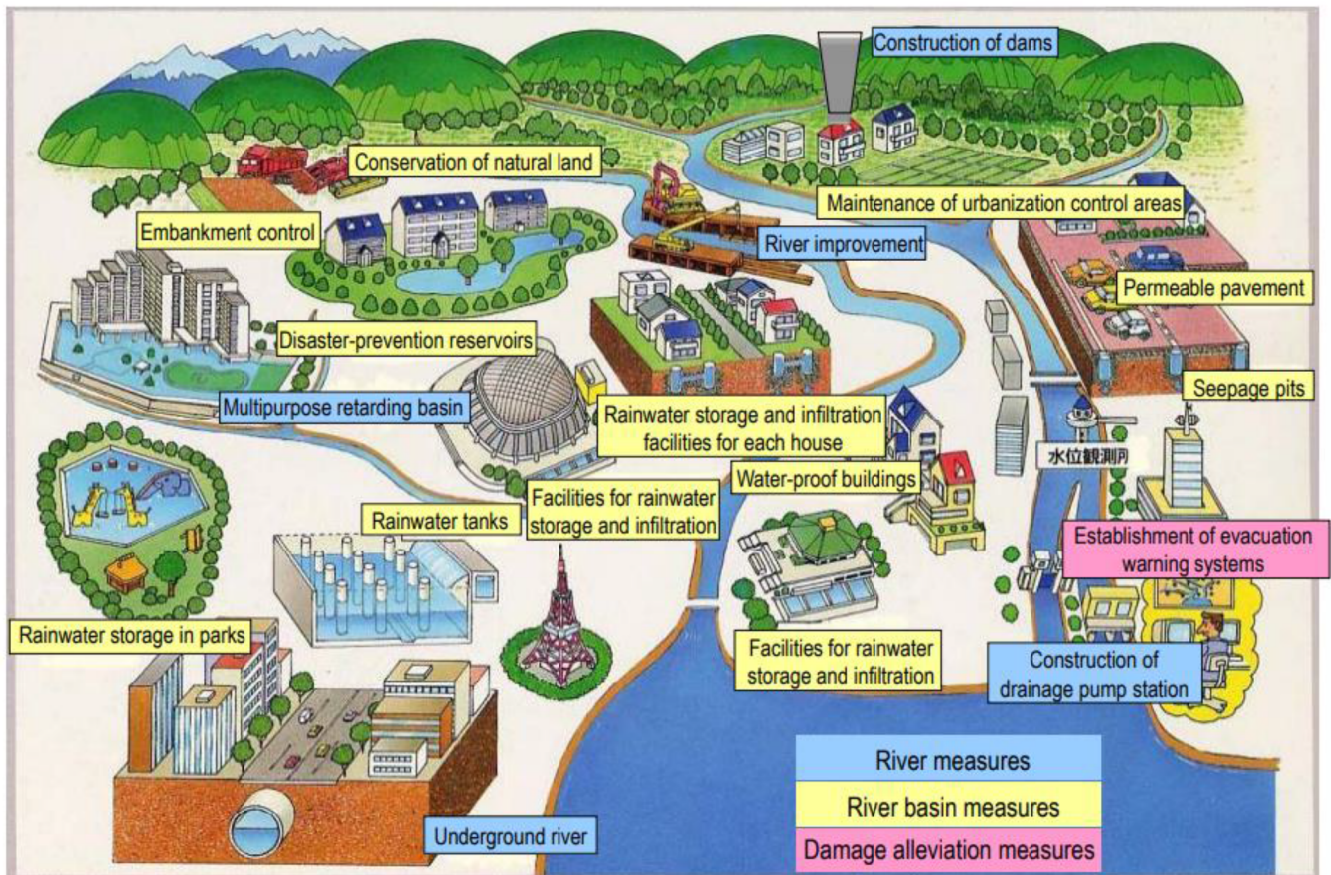 Construction of dams
Conservation of natural land
Maintenance of urbanization control areas
Embankment control
River improvement
Permeable pavement
Disaster-prevention reservoirs
Seepage pits
Multipurpose retarding basin
Rainwater storage and infiltration
facilities for each house
水位観測所
Water-proof buildings
Facilities for rainwater
storage and infiltration
Rainwater tanks
Establishment of evacuation
warning systems
Rainwater storage in parks
Facilities for rainwater
storage and infiltration
Construction of
drainage pump station
River measures
River basin measures
Underground river
Damage alleviation measures